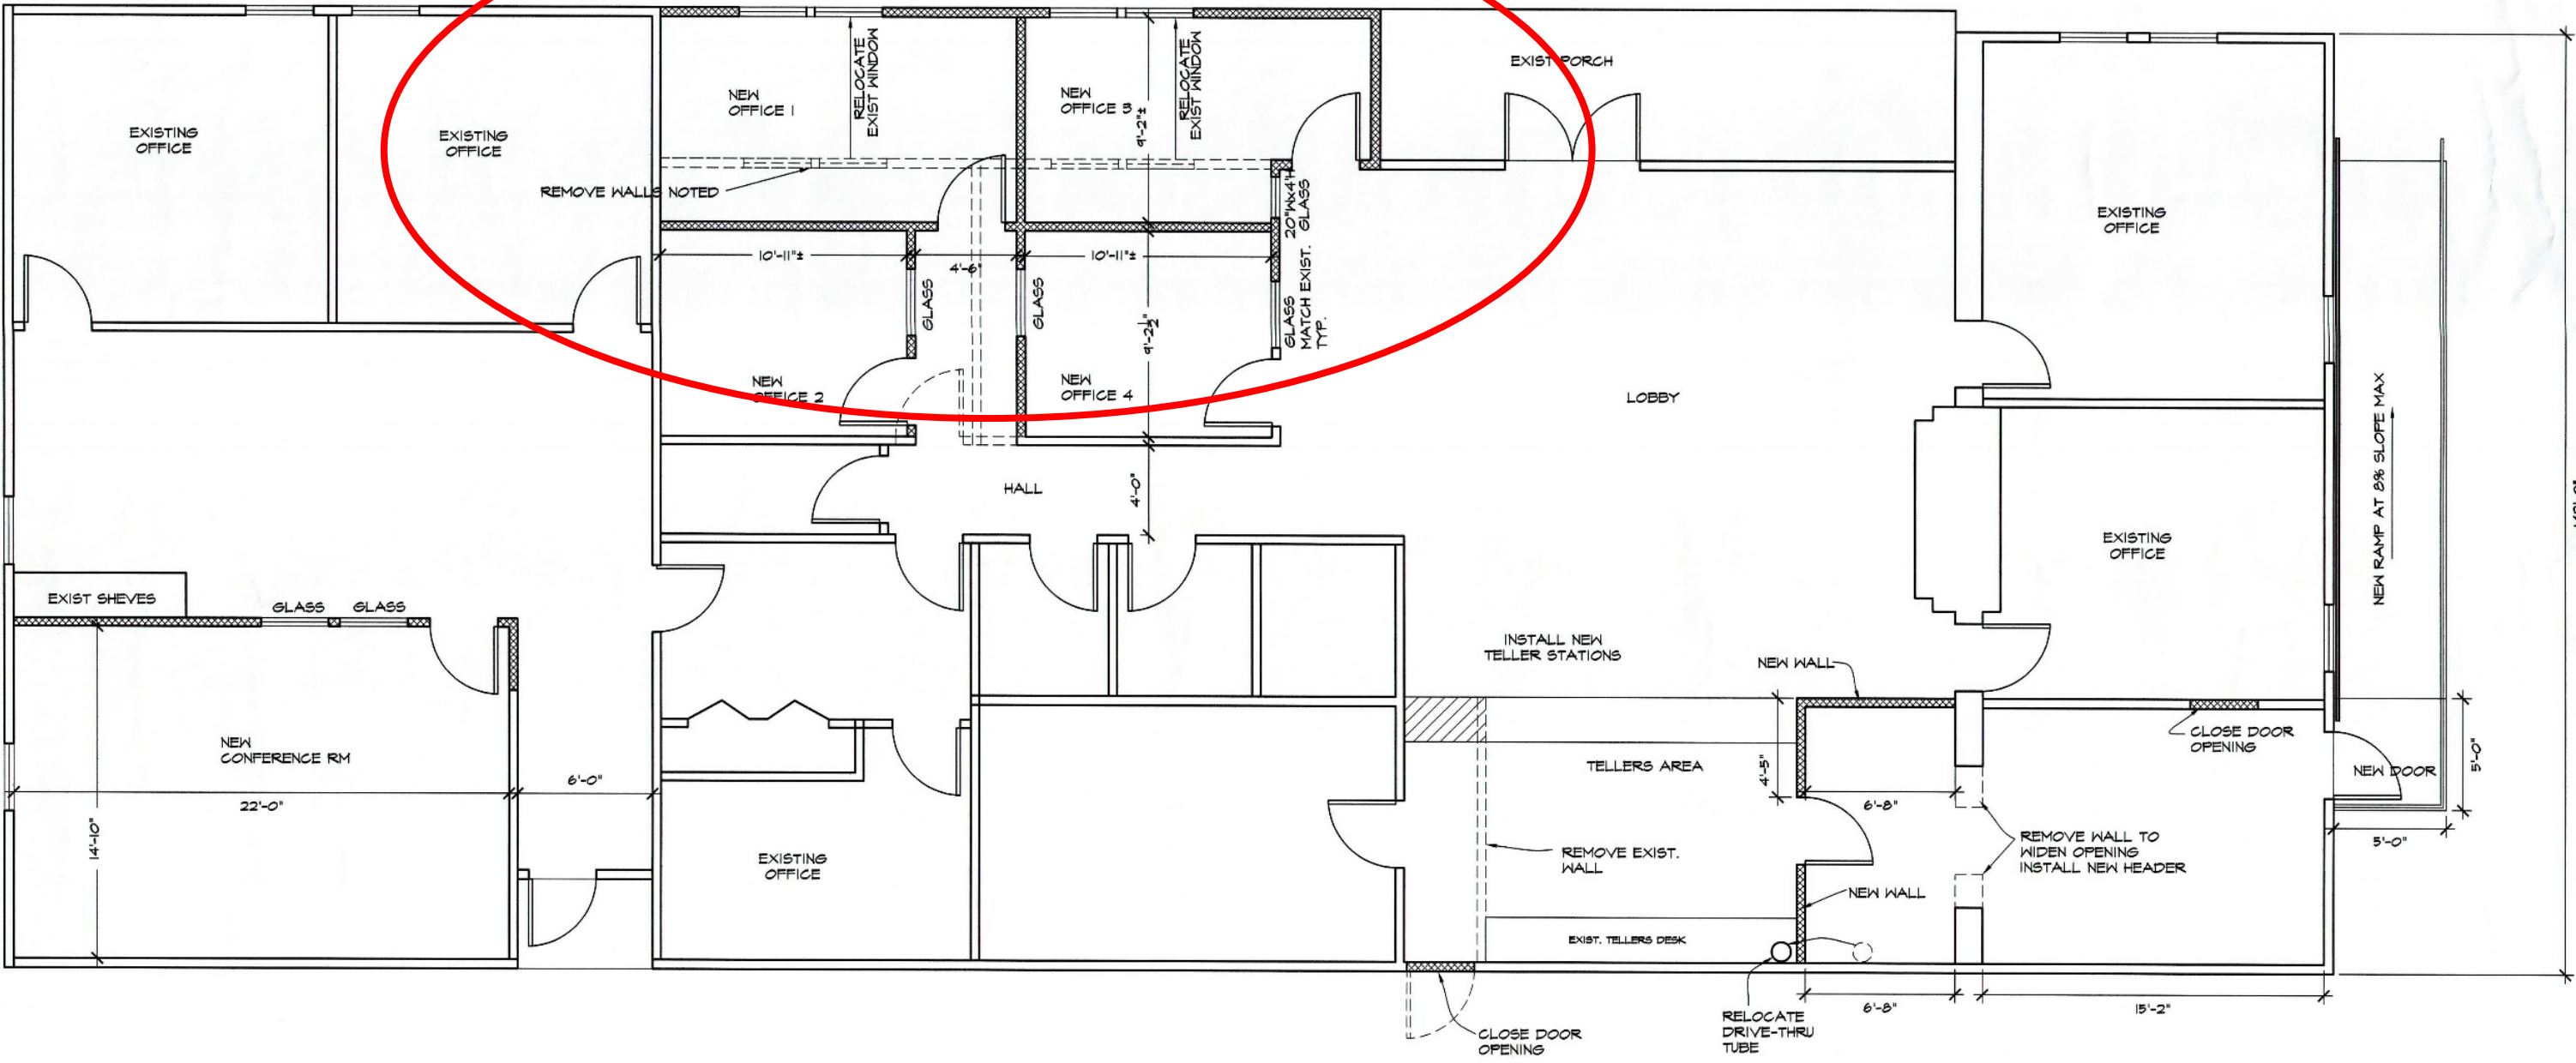 EXISTING
OFFICE
EXISTING
OFFICE
NEW
OFFICE 1
RELOCATE
EXIST WINDOW
NEW
OFFICE 3
9'-2"±
RELOCATE
EXIST WINDOW
EXIST PORCH
REMOVE WALLS NOTED
EXISTING
OFFICE
10'-11"±
4'-6"
10'-11"±
GLASS
GLASS
9'-2½"
GLASS 20"WX4'H
MATCH EXIST. GLASS
TYP.
NEW
OFFICE 2
NEW
OFFICE 4
LOBBY
NEW RAMP AT 8% SLOPE MAX
HALL
4'-0"
EXISTING
OFFICE
EXIST SHEVES
GLASS
GLASS
INSTALL NEW
TELLER STATIONS
NEW WALL
NEW
CONFERENCE RM
22'-0"
14'-10"
6'-0"
TELLERS AREA
4'-5"
6'-8"
CLOSE DOOR
OPENING
NEW DOOR
5'-0"
5'-0"
EXISTING
OFFICE
REMOVE EXIST.
WALL
REMOVE WALL TO
WIDEN OPENING
INSTALL NEW HEADER
NEW WALL
EXIST. TELLERS DESK
6'-8"
15'-2"
RELOCATE
DRIVE-THRU
TUBE
CLOSE DOOR
OPENING